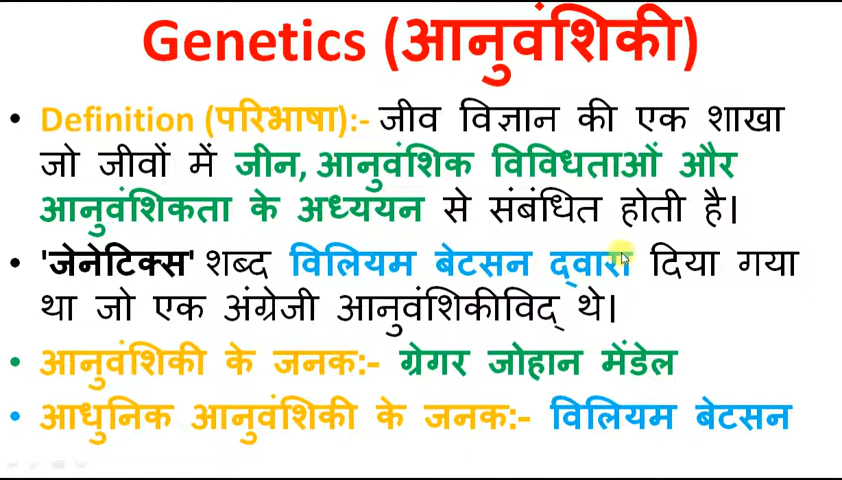 Genetics (आनुवंशिकी)
• Definition (परिभाषा):- जीव विज्ञान की एक शाखा
जो जीवों में जीन, आनुवंशिक विविधताओं और
आनुवंशिकता के अध्ययन से संबंधित होती है।
• 'जेनेटिक्स' शब्द विलियम बेटसन द्वारा दिया गया
था जो एक अंग्रेजी आनुवंशिकीविद् थे।
• आनुवंशिकी के जनक:- ग्रेगर जोहान मेंडेल
• आधुनिक आनुवंशिकी के जनक:- विलियम बेटसन